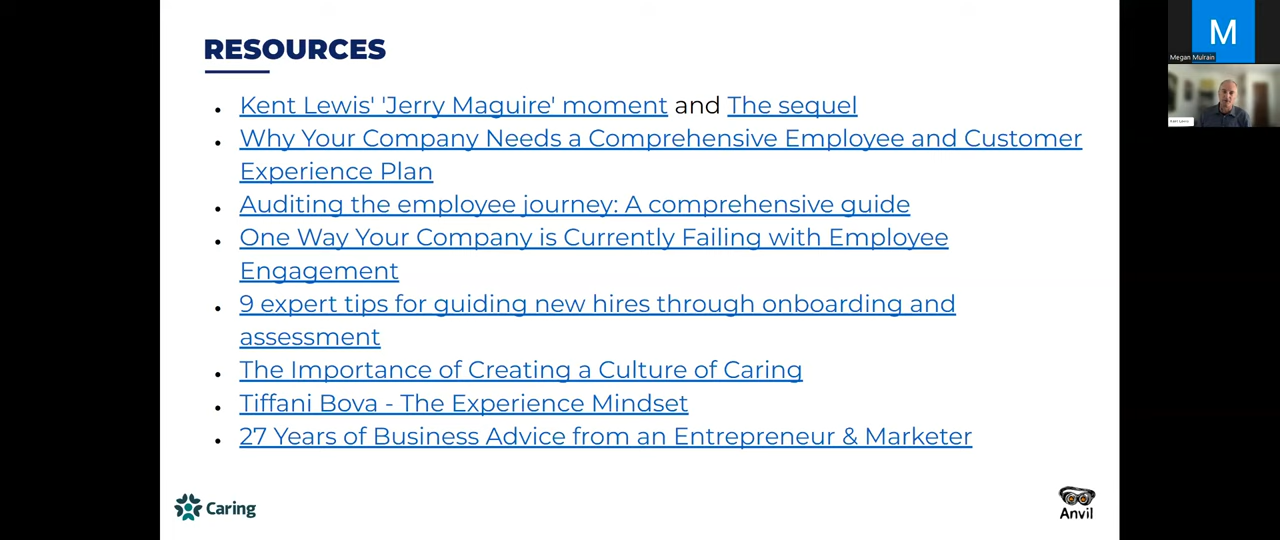 RESOURCES
Kent Lewis' 'Jerry Maguire' moment and The sequel
Why Your Company Needs a Comprehensive Employee and Customer
Experience Plan
Auditing the employee journey: A comprehensive guide
One Way Your Company is Currently Failing with Employee
Engagement
9 expert tips for guiding new hires through onboarding and
assessment
The Importance of Creating a Culture of Caring
Tiffani Bova - The Experience Mindset
27 Years of Business Advice from an Entrepreneur & Marketer
Caring
Anvil
M
Megan Mulrain
Kent Lewis